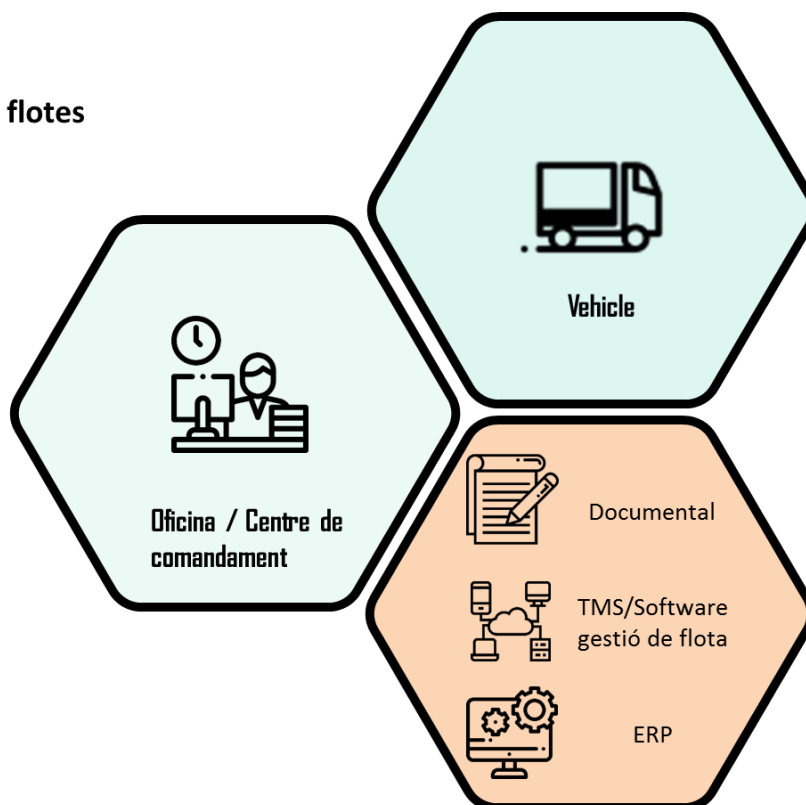 flotes
Vehicle
Oficina / Centre de
comandament
Documental
TMS/Software
gestió de flota
ERP